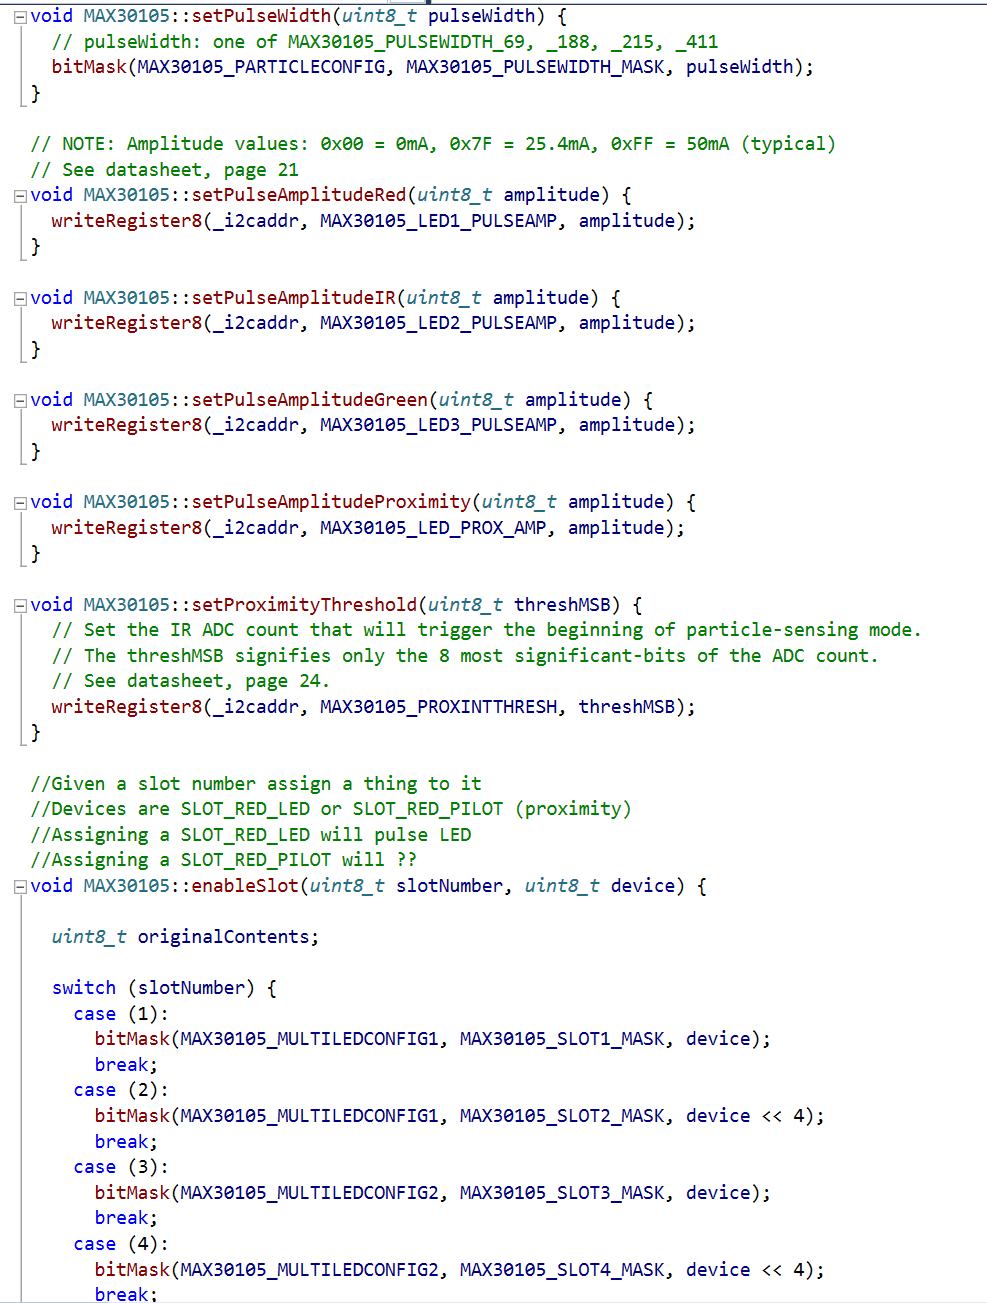 void MAX30105::setPulseWidth(uint8_t pulseWidth) {
  // pulseWidth: one of MAX30105_PULSEWIDTH_69, _188, _215, _411
  bitMask(MAX30105_PARTICLECONFIG, MAX30105_PULSEWIDTH_MASK, pulseWidth);
}

// NOTE: Amplitude values: 0x00 = 0mA, 0x7F = 25.4mA, 0xFF = 50mA (typical)
// See datasheet, page 21
void MAX30105::setPulseAmplitudeRed(uint8_t amplitude) {
  writeRegister8(_i2caddr, MAX30105_LED1_PULSEAMP, amplitude);
}

void MAX30105::setPulseAmplitudeIR(uint8_t amplitude) {
  writeRegister8(_i2caddr, MAX30105_LED2_PULSEAMP, amplitude);
}

void MAX30105::setPulseAmplitudeGreen(uint8_t amplitude) {
  writeRegister8(_i2caddr, MAX30105_LED3_PULSEAMP, amplitude);
}

void MAX30105::setPulseAmplitudeProximity(uint8_t amplitude) {
  writeRegister8(_i2caddr, MAX30105_LED_PROX_AMP, amplitude);
}

void MAX30105::setProximityThreshold(uint8_t threshMSB) {
  // Set the IR ADC count that will trigger the beginning of particle-sensing mode.
  // The threshMSB signifies only the 8 most significant-bits of the ADC count.
  // See datasheet, page 24.
  writeRegister8(_i2caddr, MAX30105_PROXINTTHRESH, threshMSB);
}

//Given a slot number assign a thing to it
//Devices are SLOT_RED_LED or SLOT_RED_PILOT (proximity)
//Assigning a SLOT_RED_LED will pulse LED
//Assigning a SLOT_RED_PILOT will ??
void MAX30105::enableSlot(uint8_t slotNumber, uint8_t device) {

  uint8_t originalContents;

  switch (slotNumber) {
    case (1):
      bitMask(MAX30105_MULTILEDCONFIG1, MAX30105_SLOT1_MASK, device);
      break;
    case (2):
      bitMask(MAX30105_MULTILEDCONFIG1, MAX30105_SLOT2_MASK, device << 4);
      break;
    case (3):
      bitMask(MAX30105_MULTILEDCONFIG2, MAX30105_SLOT3_MASK, device);
      break;
    case (4):
      bitMask(MAX30105_MULTILEDCONFIG2, MAX30105_SLOT4_MASK, device << 4);
      break;